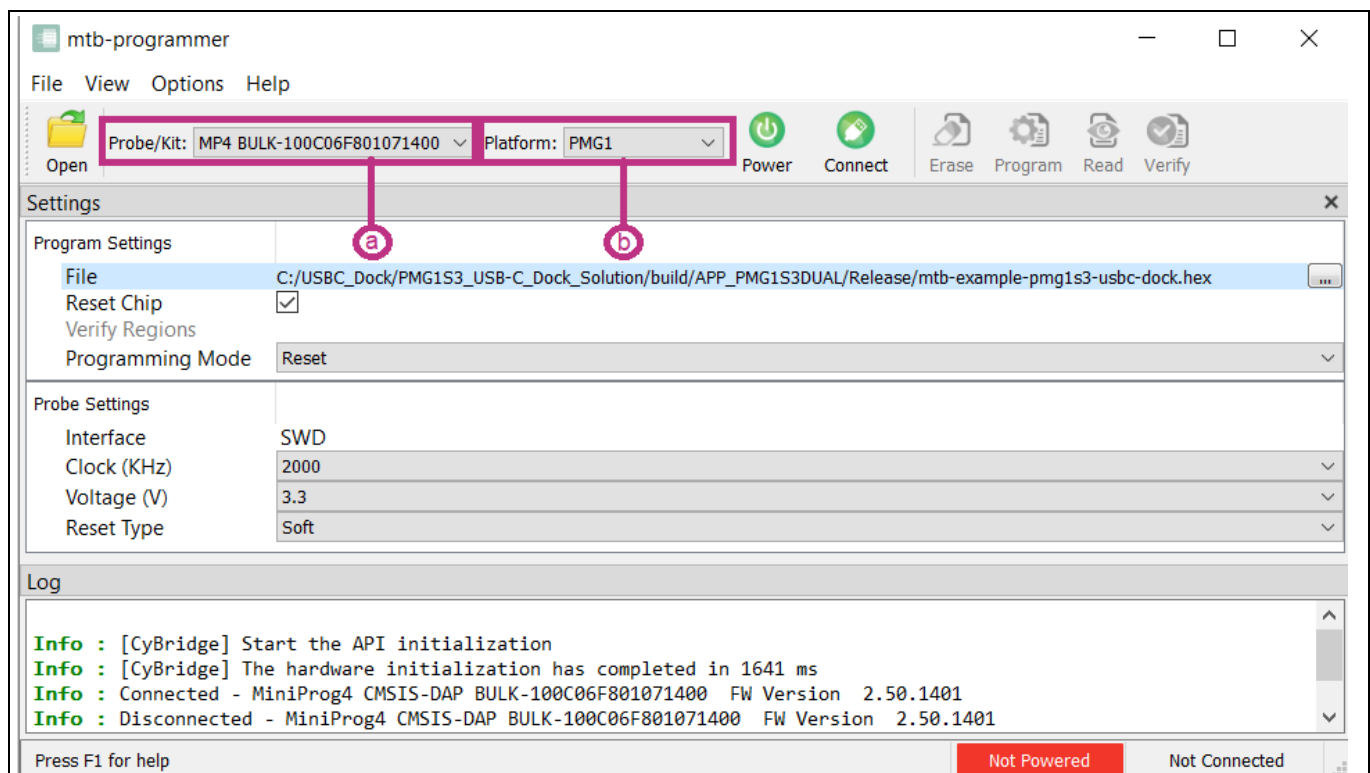 mtb-programmer
File View Options Help
Open
Probe/Kit: MP4 BULK-100C06F801071400 Platform: PMG1
Power Connect Erase Program Read Verify
Settings
a b
Program Settings
File C:/USBC_Dock/PMG1S3_USB-C_Dock_Solution/build/APP_PMG1S3DUAL/Release/mtb-example-pmg1s3-usbc-dock.hex ...
Reset Chip
Verify Regions
Programming Mode Reset
Probe Settings
Interface SWD
Clock (KHz) 2000
Voltage (V) 3.3
Reset Type Soft
Log
Info : [CyBridge] Start the API initialization
Info : [CyBridge] The hardware initialization has completed in 1641 ms
Info : Connected - MiniProg4 CMSIS-DAP BULK-100C06F801071400 FW Version 2.50.1401
Info : Disconnected - MiniProg4 CMSIS-DAP BULK-100C06F801071400 FW Version 2.50.1401
Press F1 for help Not Powered Not Connected